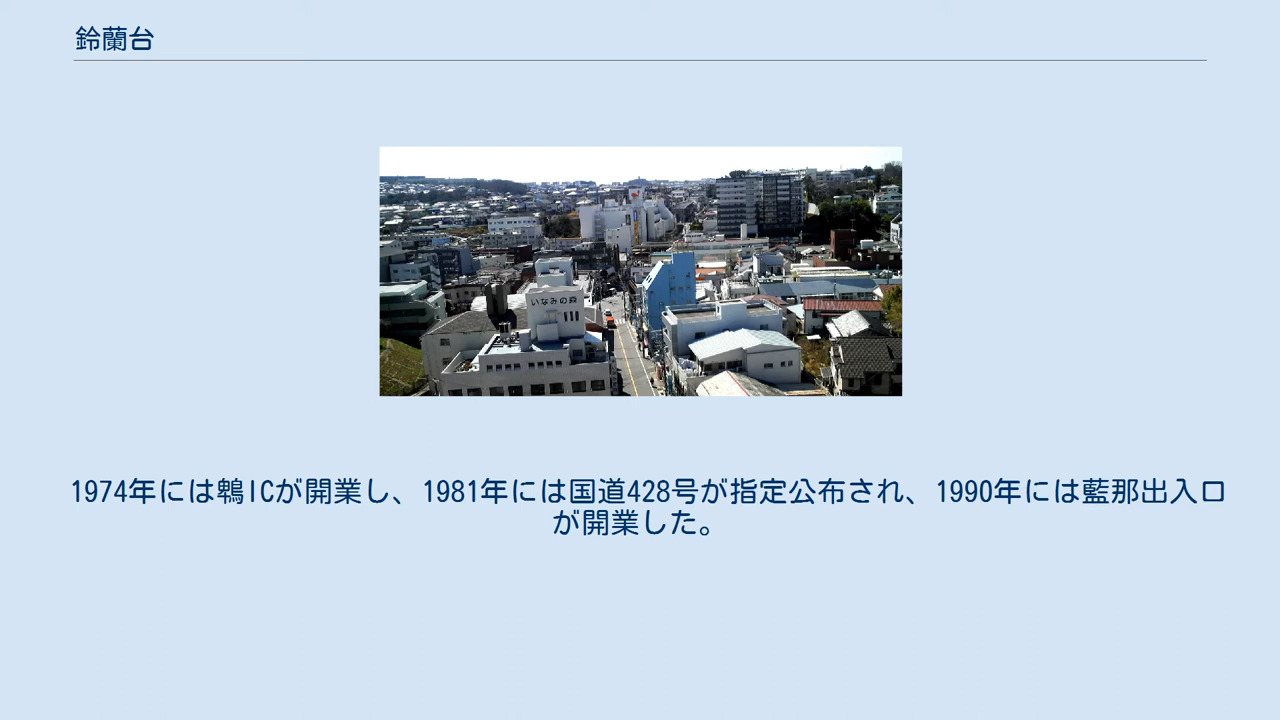 鈴蘭台
いなみの病
1974年には鵯ICが開業し、1981年には国道428号が指定公布され、1990年には藍那出入口
が開業した。